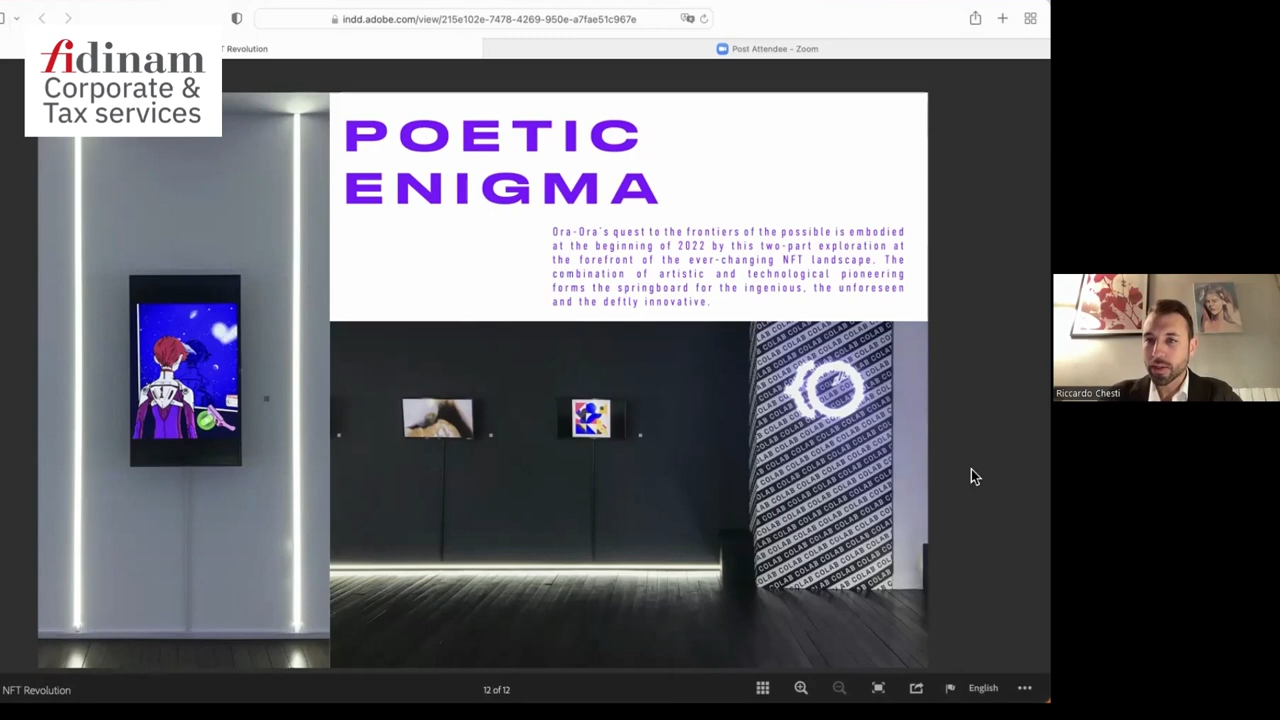 indd.adobe.com/view/215e102e-7478-4269-950e-a7fae51c967e
T Revolution
Post Attendee - Zoom
fidinam
Corporate &
Tax services
POETIC
ENIGMA
Ora-Ora's quest to the frontiers of the possible is embodied
at the beginning of 2022 by this two-part exploration at
the forefront of the ever-changing NFT landscape. The
combination of artistic and technological pioneering
forms the springboard for the ingenious, the unforeseen
and the deftly innovative.
COLAB COLAB COLAB COLAB
Riccardo Chesti
NFT Revolution
12 of 12
English